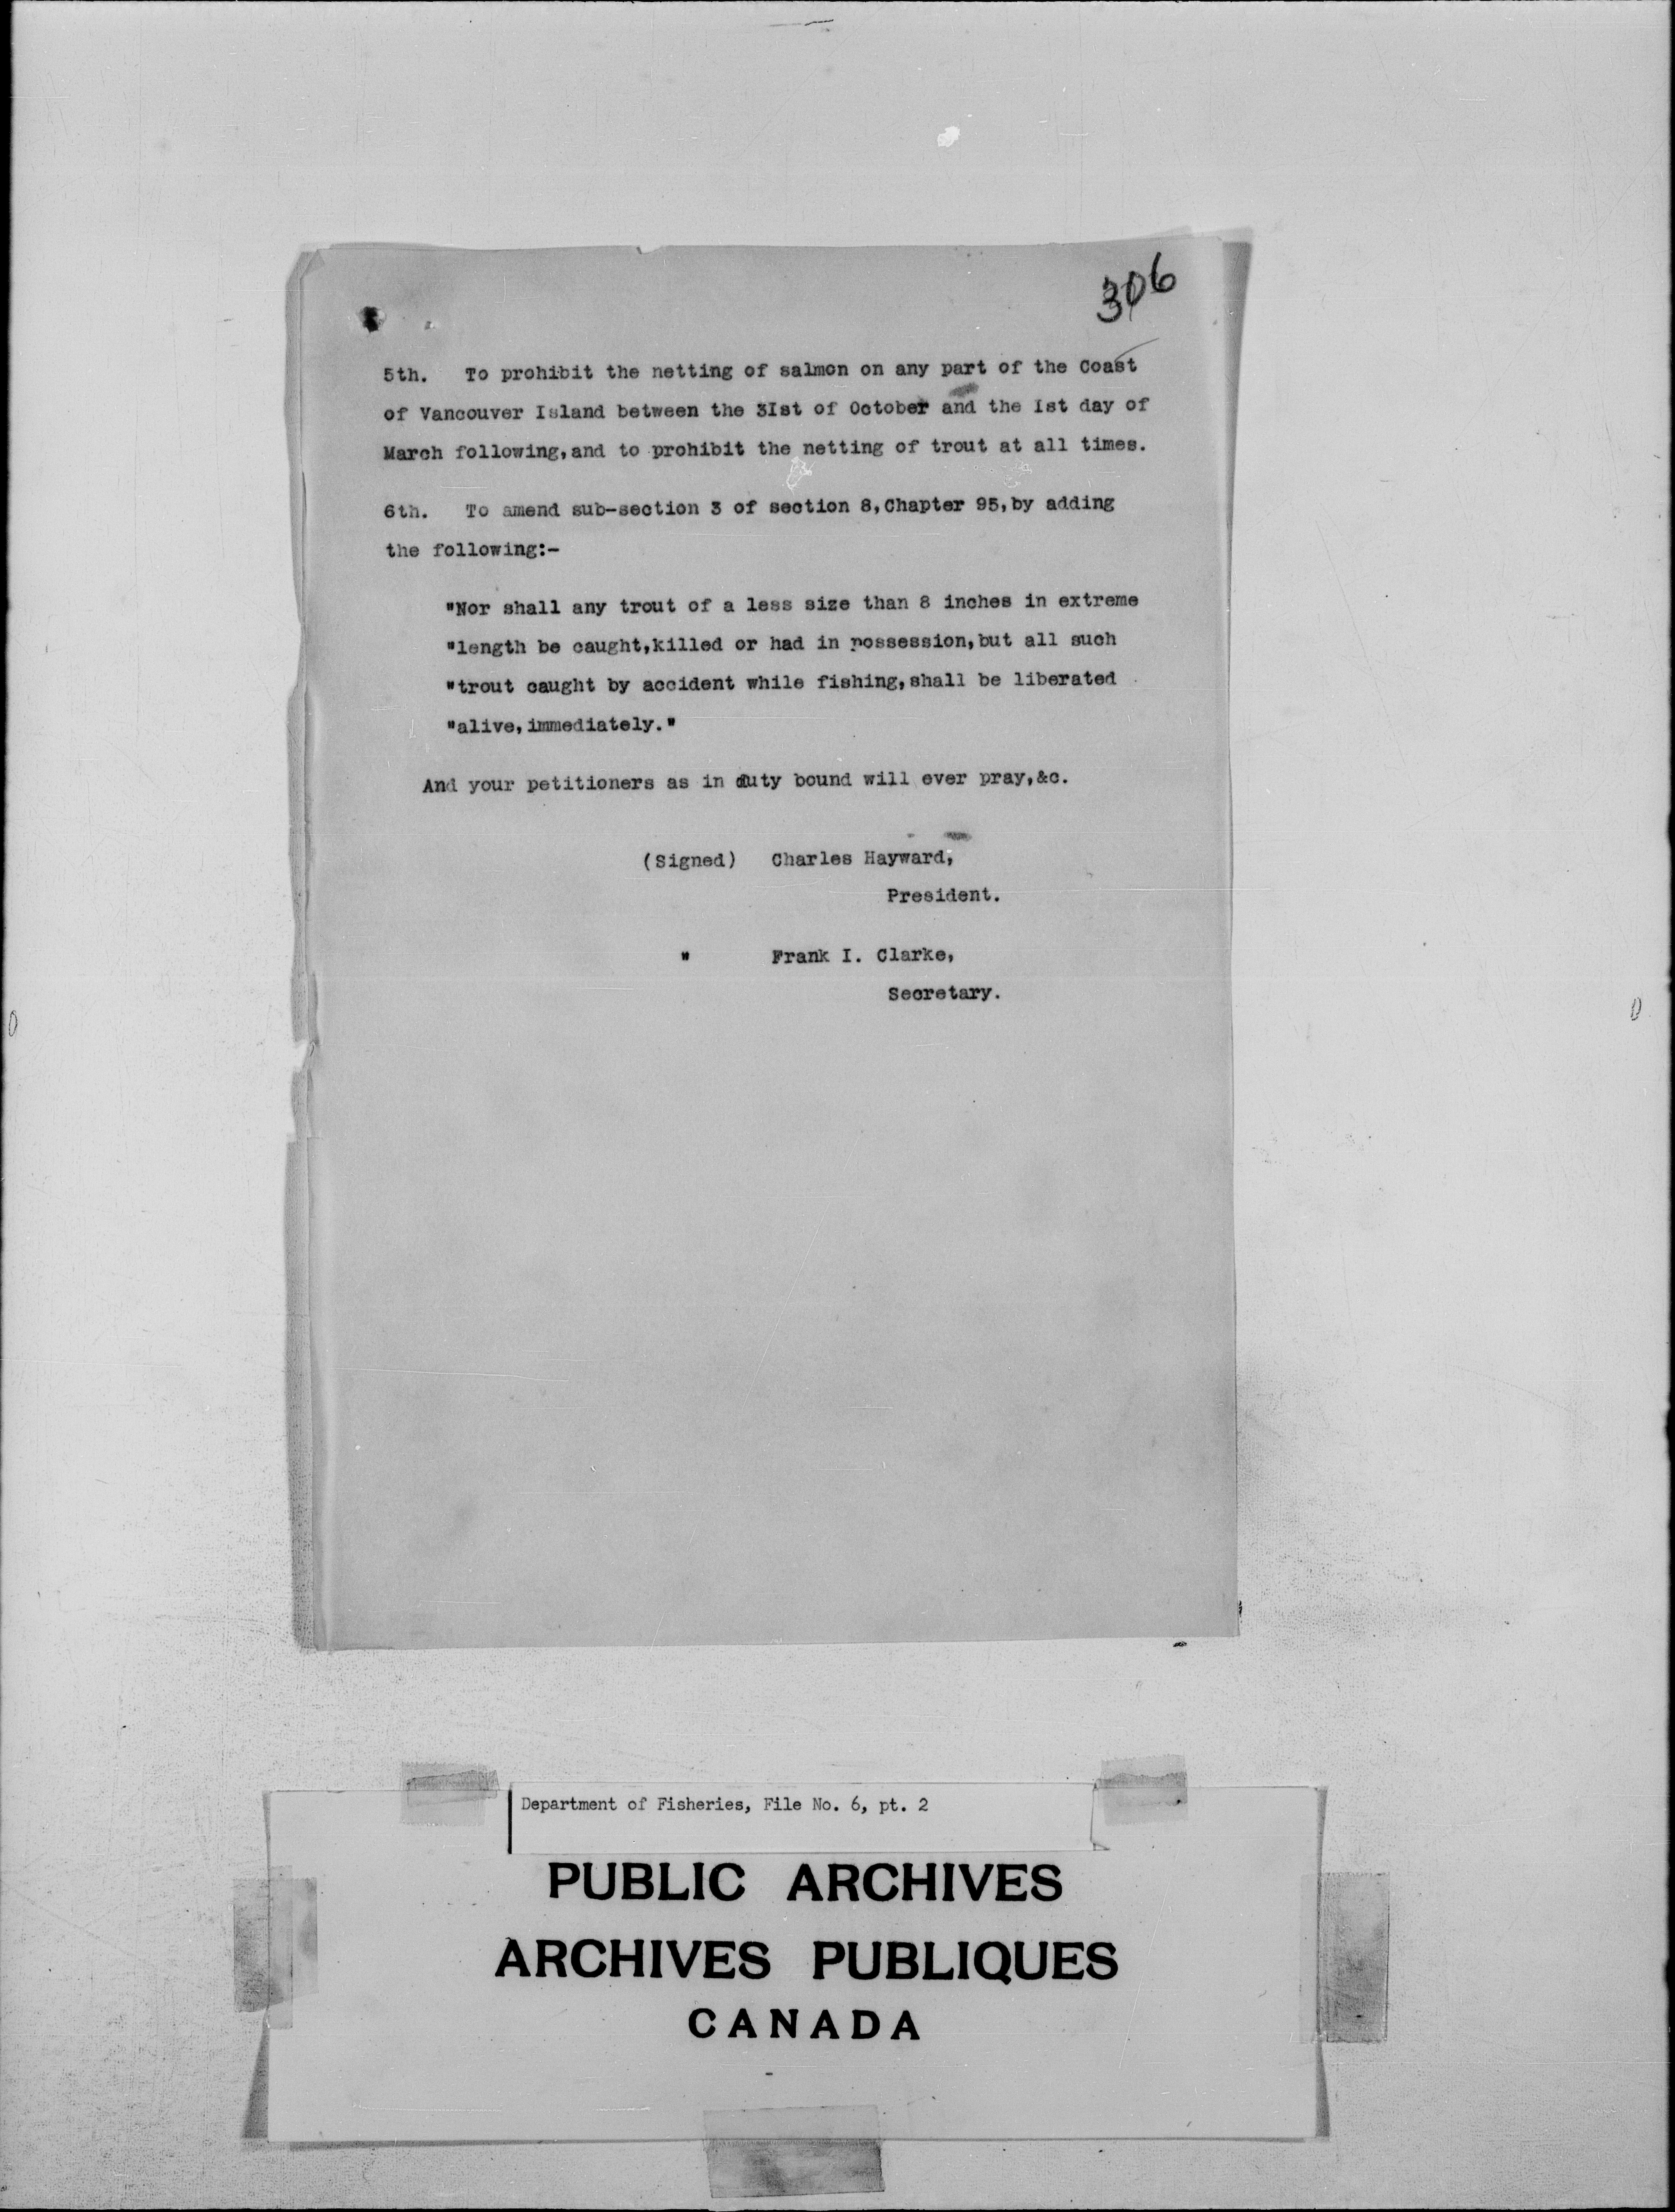 306
5th. To prohibit the netting of salmon on any part of the Coast
of Vancouver Island between the 3Ist of October and the Ist day of
March following,and to prohibit the netting of trout at all times.
6th. To amend sub-section 3 of section 8,Chapter 95,by adding
the following:-
"Nor shall any trout of a less size than 8 inches in extreme
"length be caught,killed or had in possession,but all such
"trout caught by accident while fishing,shall be liberated
"alive,immediately."
And your petitioners as in duty bound will ever pray,&c.
(Signed) Charles Hayward,
President.
" Frank I. Clarke,
Secretary.
Department of Fisheries, File No. 6, pt. 2
PUBLIC ARCHIVES
ARCHIVES PUBLIQUES
CANADA